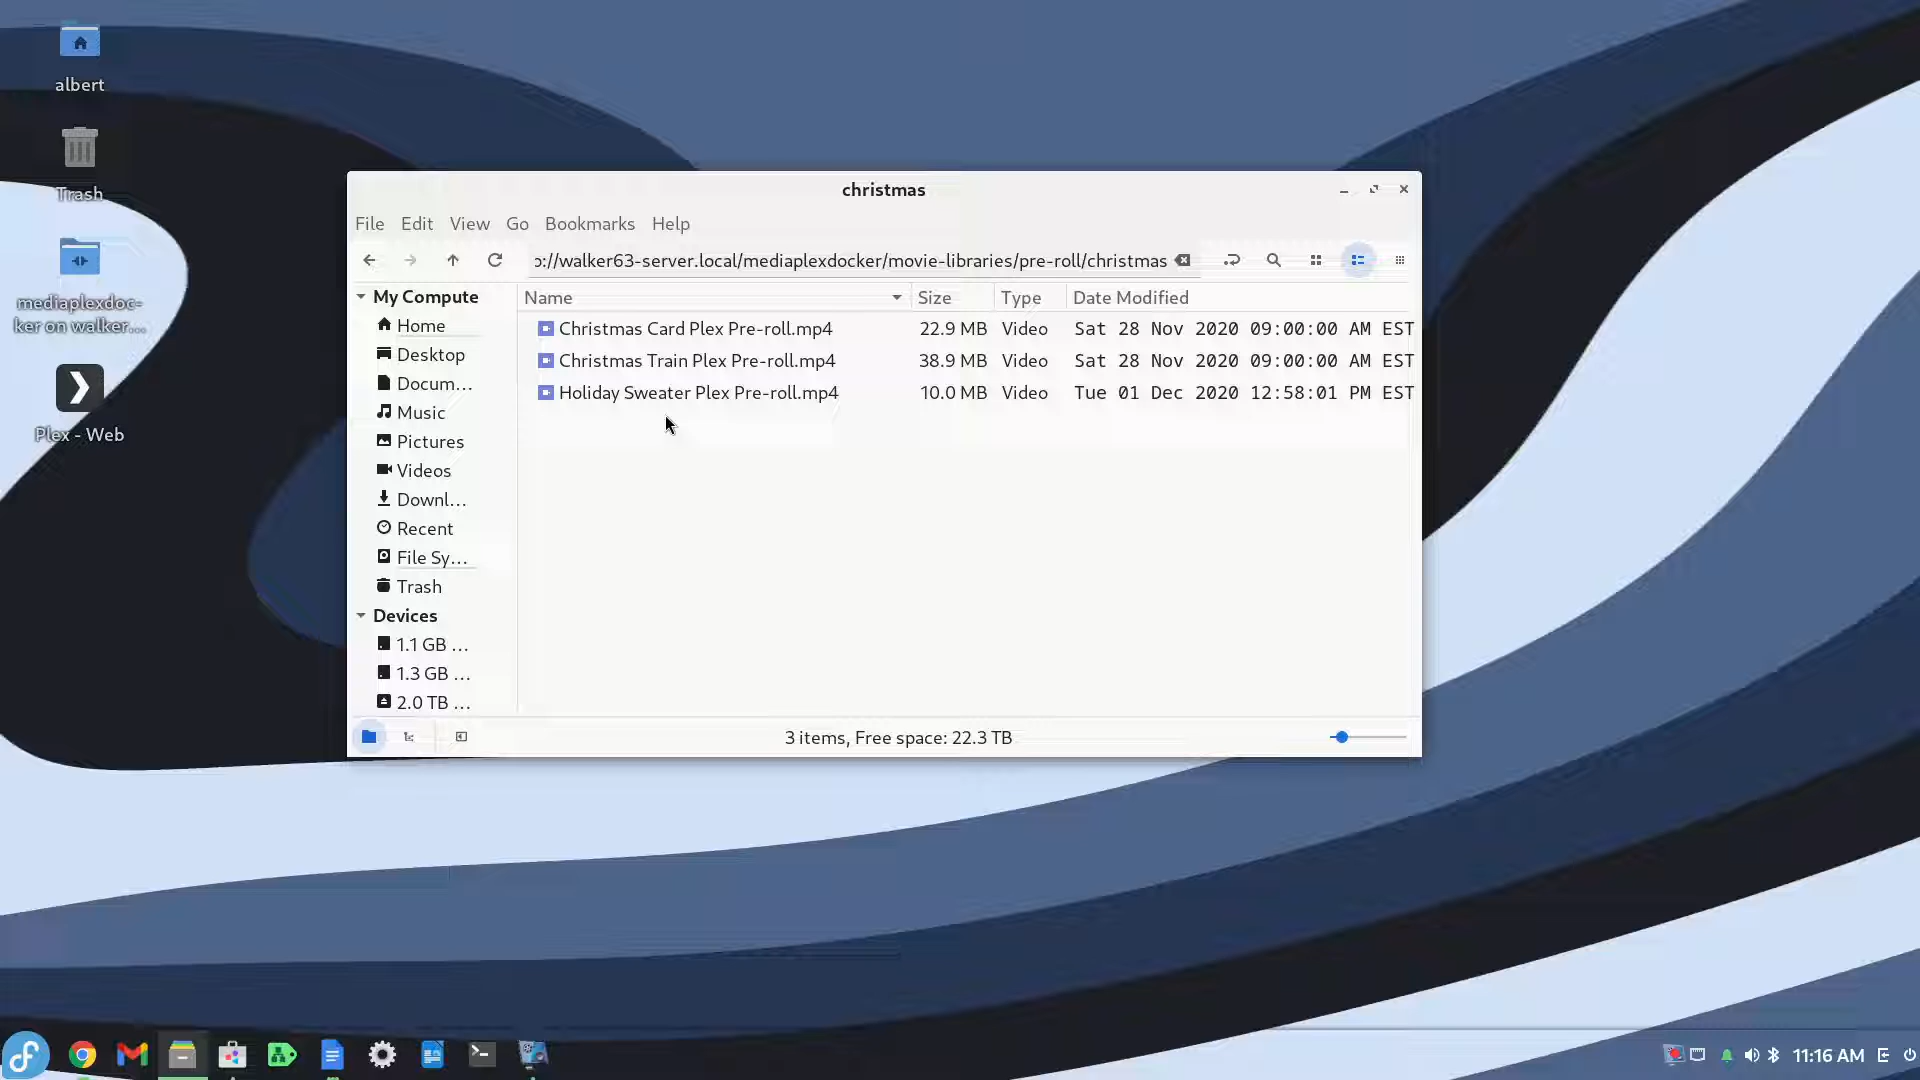 albert
Trash
mediaplexdoc-
ker on walker...
Plex - Web
christmas
File Edit View Go Bookmarks Help
://walker63-server.local/mediaplexdocker/movie-libraries/pre-roll/christmas
My Compute
Home
Desktop
Docum...
Music
Pictures
Videos
Downl...
Recent
File Sy...
Trash
Devices
1.1 GB ...
1.3 GB ...
2.0 TB ...
Name Size Type Date Modified
Christmas Card Plex Pre-roll.mp4 22.9 MB Video Sat 28 Nov 2020 09:00:00 AM EST
Christmas Train Plex Pre-roll.mp4 38.9 MB Video Sat 28 Nov 2020 09:00:00 AM EST
Holiday Sweater Plex Pre-roll.mp4 10.0 MB Video Tue 01 Dec 2020 12:58:01 PM EST
3 items, Free space: 22.3 TB
11:16 AM